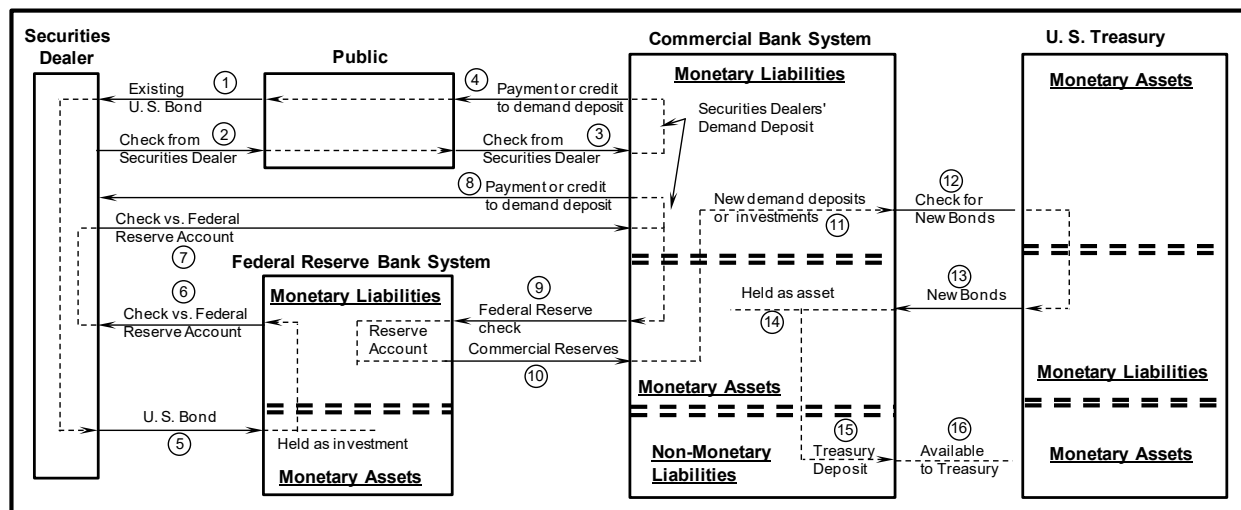 Securities
Dealer
Public
Commercial Bank System
U. S. Treasury
Monetary Liabilities
Monetary Assets
Existing
U. S. Bond
1
4
Payment or credit
to demand deposit
Securities Dealers'
Demand Deposit
Check from
Securities Dealer
2
Check from
Securities Dealer
3
8
Payment or credit
to demand deposit
Check vs. Federal
Reserve Account
7
New demand deposits
or investments
11
12
Check for
New Bonds
Federal Reserve Bank System
Monetary Liabilities
6
Check vs. Federal
Reserve Account
Reserve
Account
9
Federal Reserve
check
Commercial Reserves
10
Held as asset
14
13
New Bonds
Monetary Assets
Monetary Liabilities
U. S. Bond
5
Held as investment
Monetary Assets
Non-Monetary
Liabilities
15
Treasury
Deposit
16
Available
to Treasury
Monetary Assets